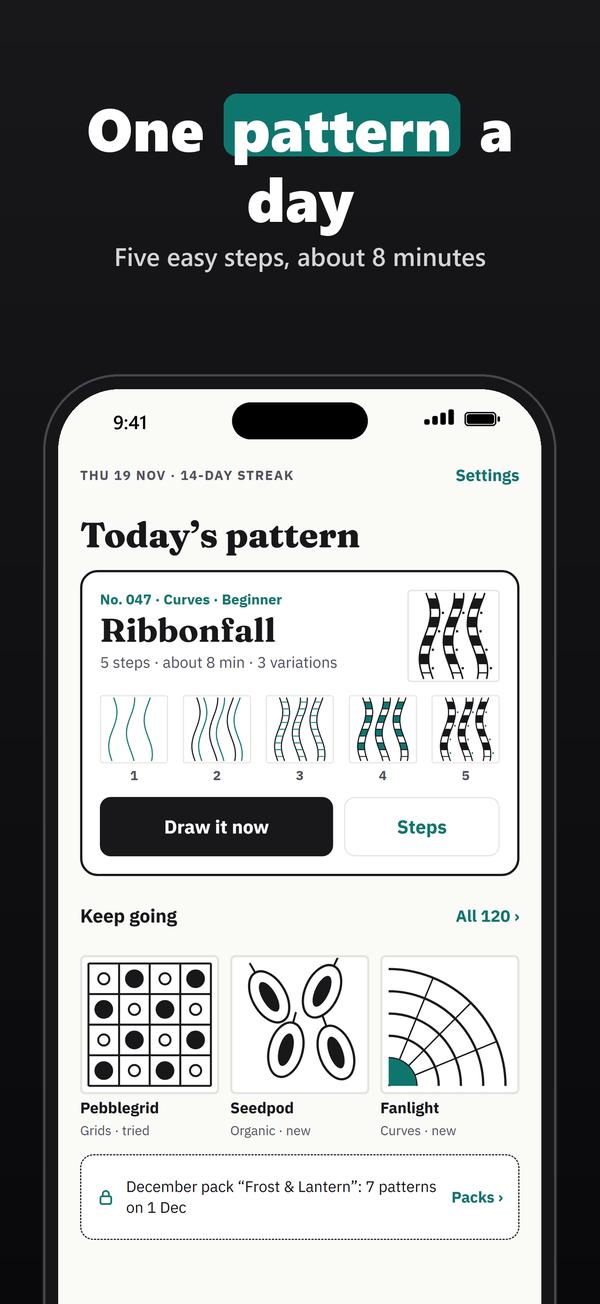 One pattern a
day
Five easy steps, about 8 minutes
9:41
THU 19 NOV · 14-DAY STREAK
Settings
Today’s pattern
No. 047 · Curves · Beginner
Ribbonfall
5 steps · about 8 min · 3 variations
1 2 3 4 5
Draw it now
Steps
Keep going
All 120 ›
Pebblegrid Seedpod Fanlight
Grids · tried Organic · new Curves · new
December pack “Frost & Lantern”: 7 patterns
on 1 Dec
Packs ›